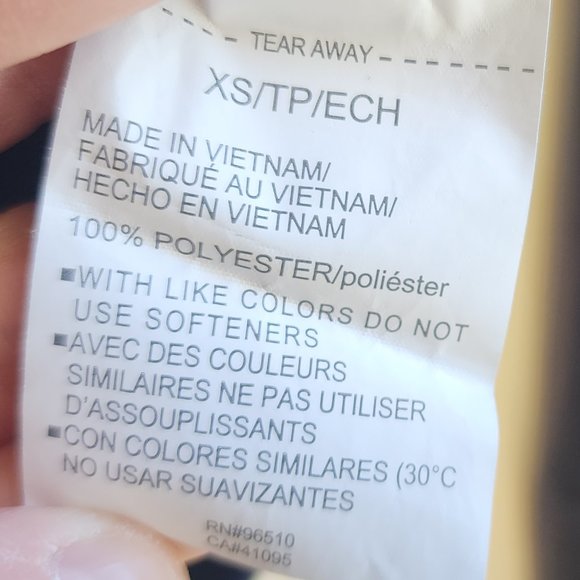 TEAR AWAY
XS/TP/ECH
MADE IN VIETNAM/
FABRIQUÉ AU VIETNAM/
HECHO EN VIETNAM
100% POLYESTER/poliéster
■WITH LIKE COLORS DO NOT
USE SOFTENERS
■AVEC DES COULEURS
SIMILAIRES NE PAS UTILISER
D'ASSOUPLISSANTS
■CON COLORES SIMILARES (30°C
NO USAR SUAVIZANTES
RN#96510
CA#41095